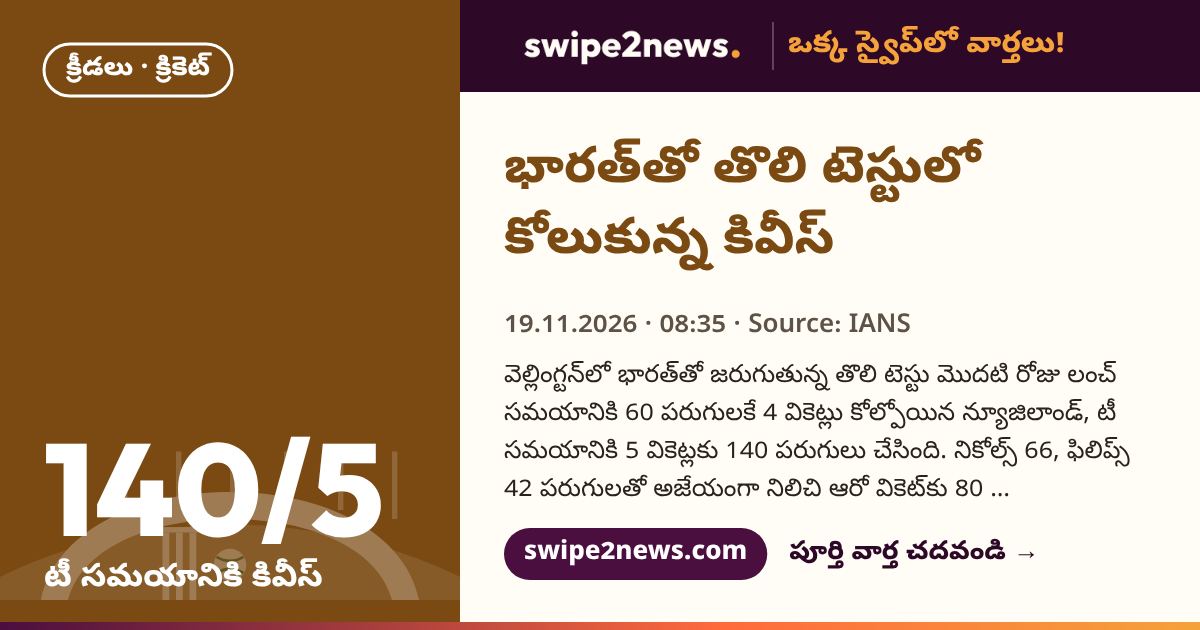 క్రీడలు · క్రికెట్
swipe2news.
ఒక్క స్వైప్‌లో వార్తలు!
భారత్‌తో తొలి టెస్టులో
కోలుకున్న కివీస్
19.11.2026 · 08:35 · Source: IANS
వెల్లింగ్టన్‌లో భారత్‌తో జరుగుతున్న తొలి టెస్టు మొదటి రోజు లంచ్
సమయానికి 60 పరుగులకే 4 వికెట్లు కోల్పోయిన న్యూజిలాండ్, టీ
సమయానికి 5 వికెట్లకు 140 పరుగులు చేసింది. నికోల్స్ 66, ఫిలిప్స్
42 పరుగులతో అజేయంగా నిలిచి ఆరో వికెట్‌కు 80 ...
140/5
టీ సమయానికి కివీస్
swipe2news.com
పూర్తి వార్త చదవండి →